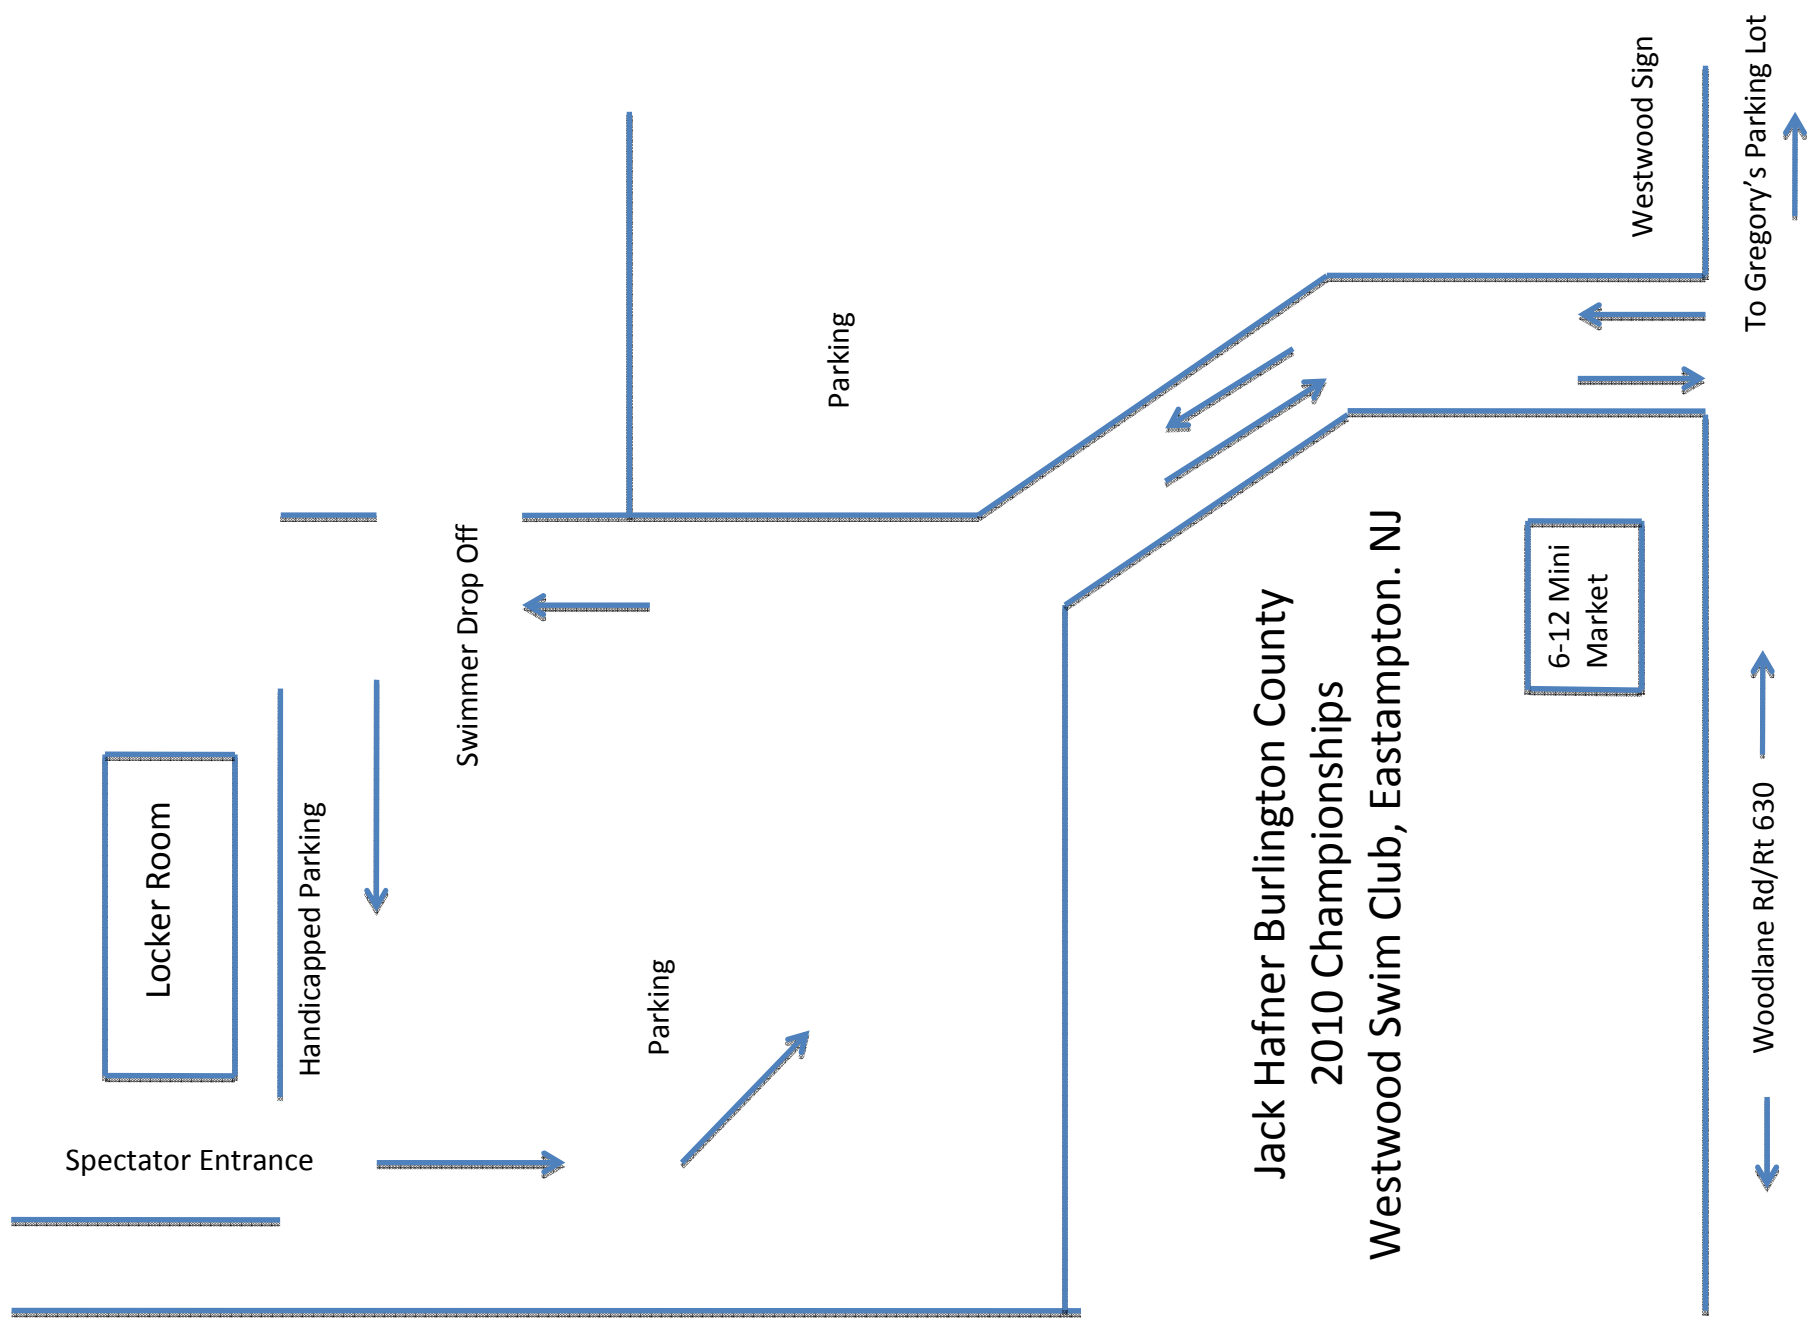 Spectator Entrance
Locker Room
Handicapped Parking
Swimmer Drop Off
Parking
Parking
Jack Hafner Burlington County
2010 Championships
Westwood Swim Club, Eastampton. NJ
6-12 Mini
Market
Westwood Sign
To Gregory’s Parking Lot
Woodlane Rd/Rt 630